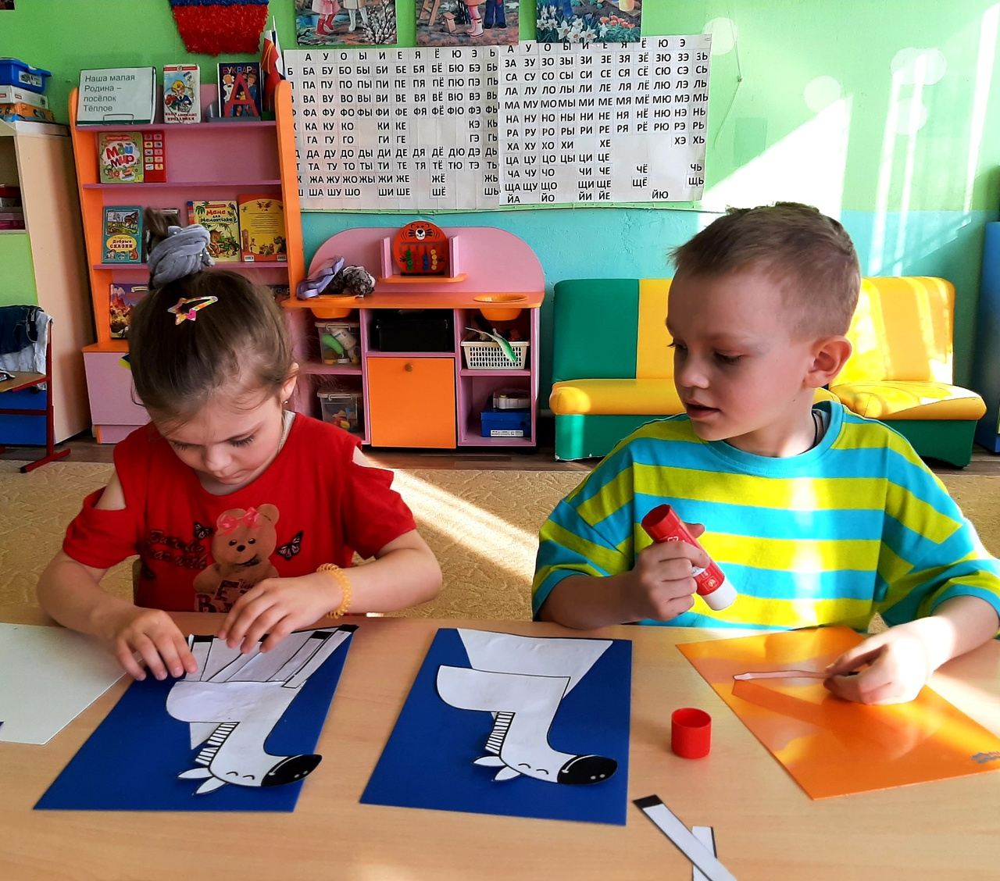 Наша малая
Родина –
посёлок
Тёплое
БУКВАРЬ
А
Мой
мир
Добрые
сказки
Мама
для
Мамонтёнка
А У О Ы И Е Я Ё Ю Э Ь
Б БА БУ БО БЫ БИ БЕ БЯ БЁ БЮ БЭ БЬ
ПА ПУ ПО ПЫ ПИ ПЕ ПЯ ПЁ ПЮ ПЭ ПЬ
ВА ВУ ВО ВЫ ВИ ВЕ ВЯ ВЁ ВЮ ВЭ ВЬ
ФА ФУ ФО ФЫ ФИ ФЕ ФЯ ФЁ ФЮ ФЭ ФЬ
КА КУ КО КИ КЕ КЭ КЬ
ГА ГУ ГО ГИ ГЕ ГЭ ГЬ
ДА ДУ ДО ДЫ ДИ ДЕ ДЯ ДЁ ДЮ ДЭ ДЬ
ТА ТУ ТО ТЫ ТИ ТЕ ТЯ ТЁ ТЮ ТЭ ТЬ
ЖА ЖУ ЖО ЖЫ ЖИ ЖЕ ЖЁ ЖЬ
Ш ША ШУ ШО ШИ ШЕ ШЁ ШЬ
А У О Ы И Е Я Ё Ю Э
ЗА ЗУ ЗО ЗЫ ЗИ ЗЕ ЗЯ ЗЁ ЗЮ ЗЭ ЗЬ
СА СУ СО СЫ СИ СЕ СЯ СЁ СЮ СЭ СЬ
ЛА ЛУ ЛО ЛЫ ЛИ ЛЕ ЛЯ ЛЁ ЛЮ ЛЭ ЛЬ
МА МУ МО МЫ МИ МЕ МЯ МЁ МЮ МЭ МЬ
НА НУ НО НЫ НИ НЕ НЯ НЁ НЮ НЭ НЬ
РА РУ РО РЫ РИ РЕ РЯ РЁ РЮ РЭ РЬ
ХА ХУ ХО ХИ ХЕ ХЭ ХЬ
ЦА ЦУ ЦО ЦЫ ЦИ ЦЕ
ЧА ЧУ ЧО ЧИ ЧЕ ЧЁ ЧЬ
ЩА ЩУ ЩО ЩИ ЩЕ ЩЁ ЩЬ
ЙА ЙО ЙИ ЙЕ ЙЮ